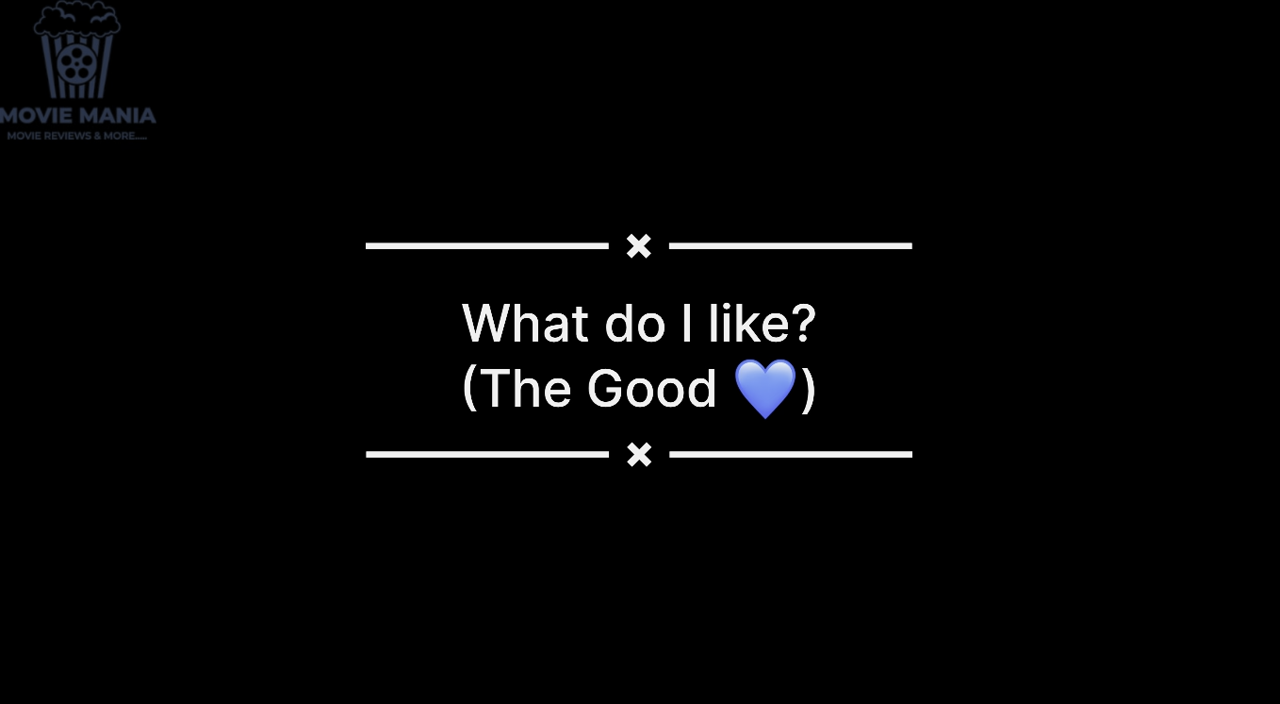 MOVIE MANIA
MOVIE REVIEWS & MORE.....
What do I like?
(The Good 💙)